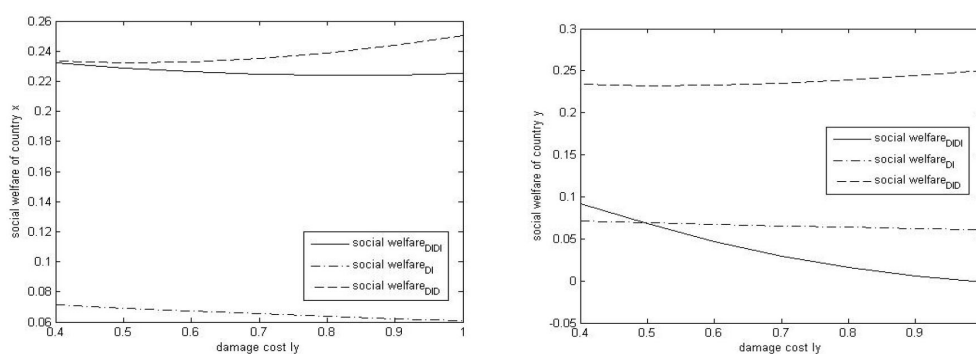 0.26
0.24
0.22
0.2
0.18
0.16
0.14
0.12
0.1
0.08
0.06
social welfare of country x
social welfare_DIDI
social welfare_DI
social welfare_DID
0.4 0.5 0.6 0.7 0.8 0.9 1
damage cost ly
0.3
0.25
0.2
0.15
0.1
0.05
0
-0.05
social welfare of country y
social welfare_DIDI
social welfare_DI
social welfare_DID
0.4 0.5 0.6 0.7 0.8 0.9
damage cost ly